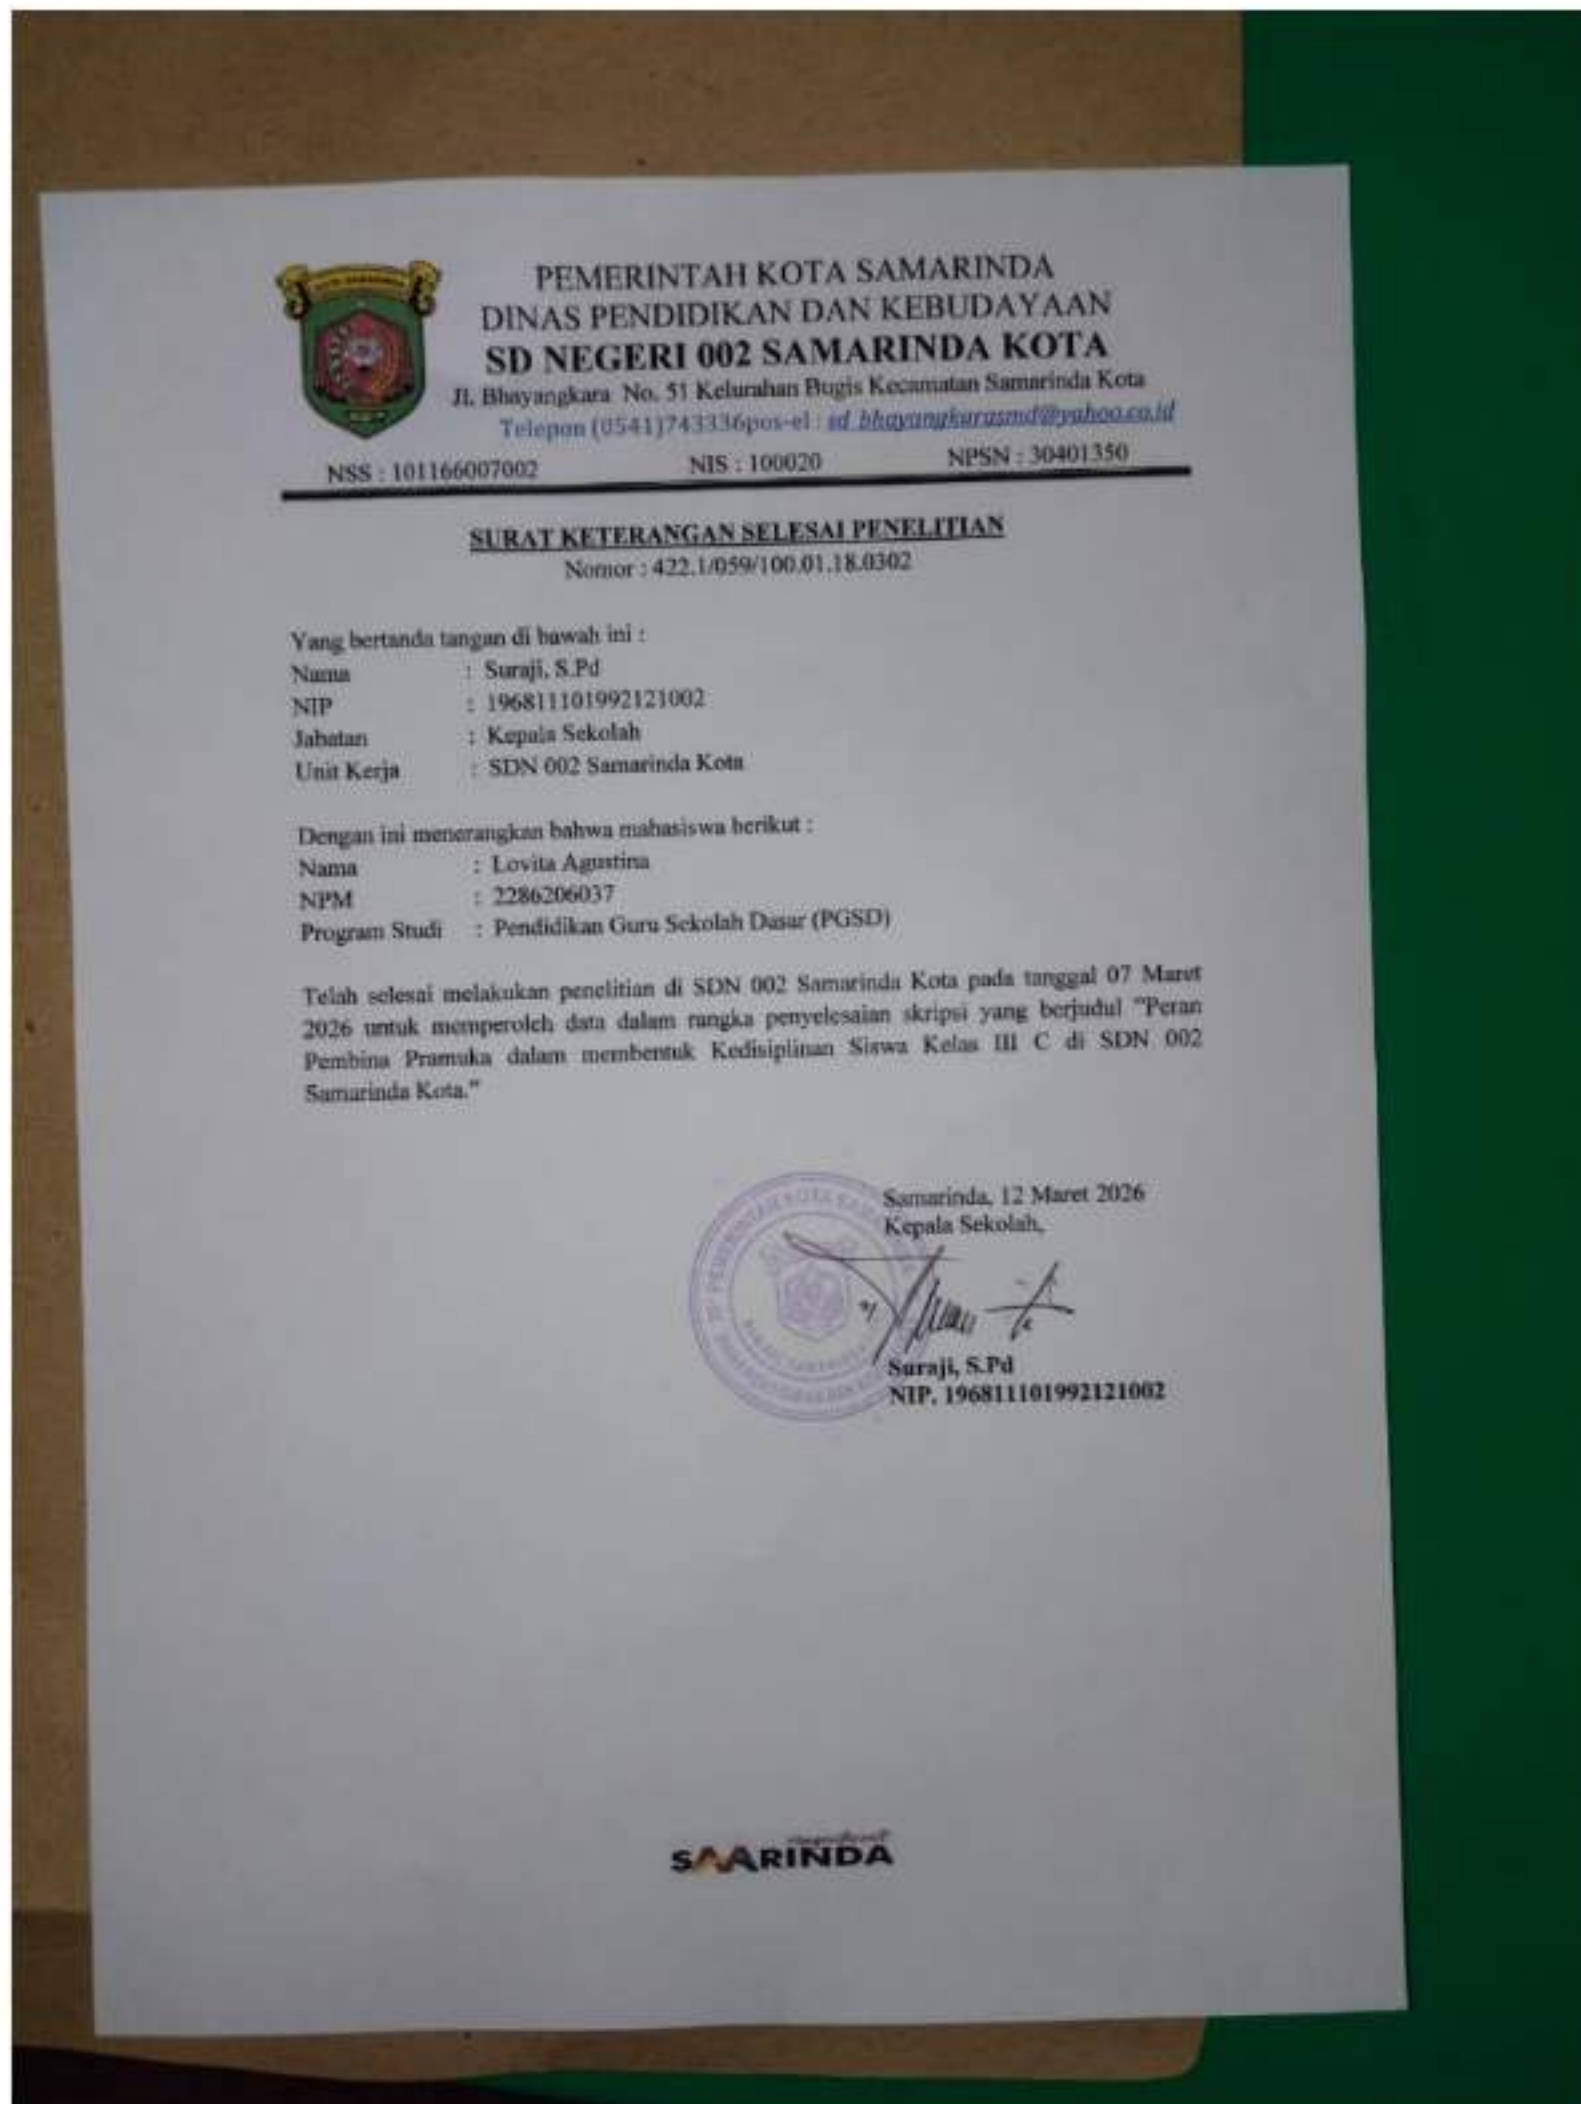 PEMERINTAH KOTA SAMARINDA
DINAS PENDIDIKAN DAN KEBUDAYAAN
SD NEGERI 002 SAMARINDA KOTA
Jl. Bhayangkara No. 51 Kelurahan Bugis Kecamatan Samarinda Kota
Telepon (0541)743336pos-el : sd_bhayangkarasmd@yahoo.co.id
NSS : 101166007002 NIS : 100020 NPSN : 30401350
SURAT KETERANGAN SELESAI PENELITIAN
Nomor : 422.1/059/100.01.18.0302
Yang bertanda tangan di bawah ini :
Nama : Suraji, S.Pd
NIP : 196811101992121002
Jabatan : Kepala Sekolah
Unit Kerja : SDN 002 Samarinda Kota
Dengan ini menerangkan bahwa mahasiswa berikut :
Nama : Lovita Agustina
NPM : 2286206037
Program Studi : Pendidikan Guru Sekolah Dasar (PGSD)
Telah selesai melakukan penelitian di SDN 002 Samarinda Kota pada tanggal 07 Maret
2026 untuk memperoleh data dalam rangka penyelesaian skripsi yang berjudul "Peran
Pembina Pramuka dalam membentuk Kedisiplinan Siswa Kelas III C di SDN 002
Samarinda Kota."
Samarinda, 12 Maret 2026
Kepala Sekolah,
PEMERINTAH KOTA
Suraji, S.Pd
NIP. 196811101992121002
SAARINDA